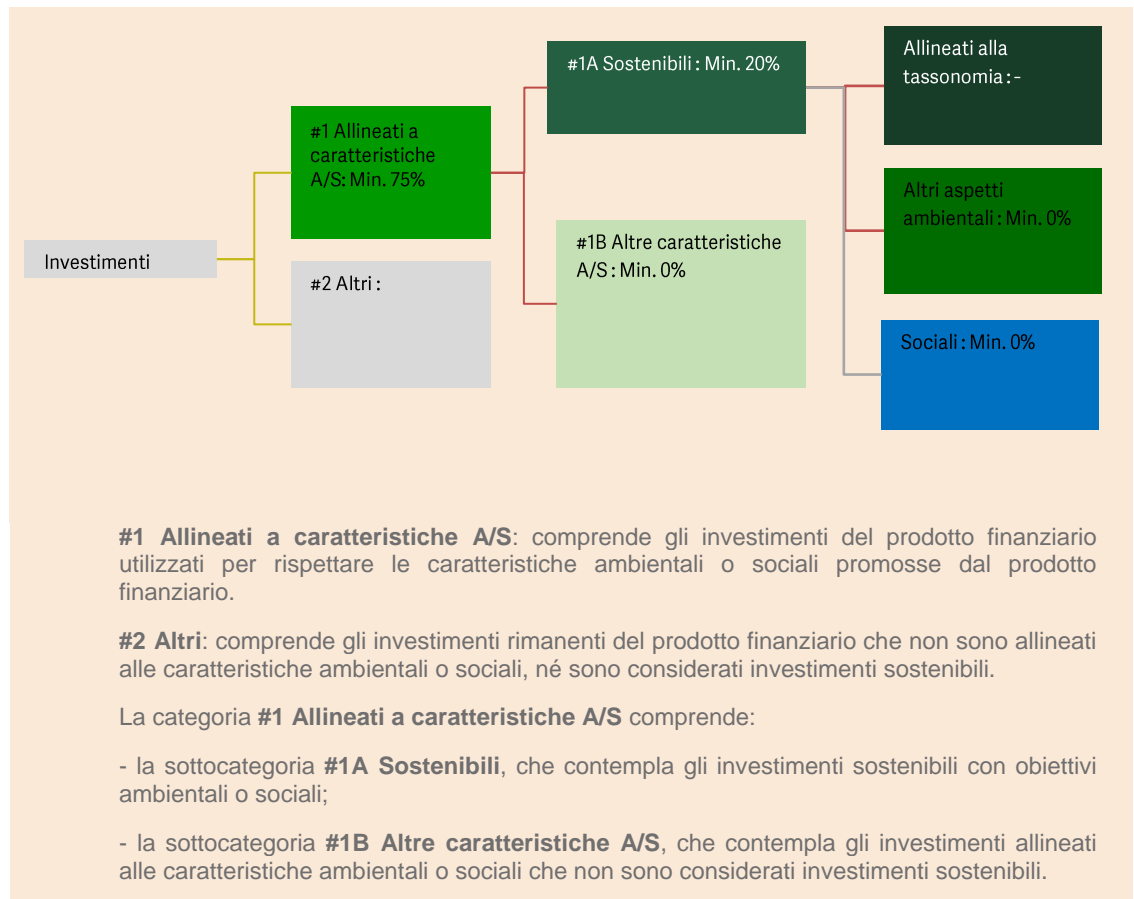 Investimenti
#1 Allineati a
caratteristiche
A/S: Min. 75%
#2 Altri :
#1A Sostenibili : Min. 20%
#1B Altre caratteristiche
A/S : Min. 0%
Allineati alla
tassonomia : -
Altri aspetti
ambientali : Min. 0%
Sociali : Min. 0%
#1 Allineati a caratteristiche A/S: comprende gli investimenti del prodotto finanziario
utilizzati per rispettare le caratteristiche ambientali o sociali promosse dal prodotto
finanziario.
#2 Altri: comprende gli investimenti rimanenti del prodotto finanziario che non sono allineati
alle caratteristiche ambientali o sociali, né sono considerati investimenti sostenibili.
La categoria #1 Allineati a caratteristiche A/S comprende:
- la sottocategoria #1A Sostenibili, che contempla gli investimenti sostenibili con obiettivi
ambientali o sociali;
- la sottocategoria #1B Altre caratteristiche A/S, che contempla gli investimenti allineati
alle caratteristiche ambientali o sociali che non sono considerati investimenti sostenibili.